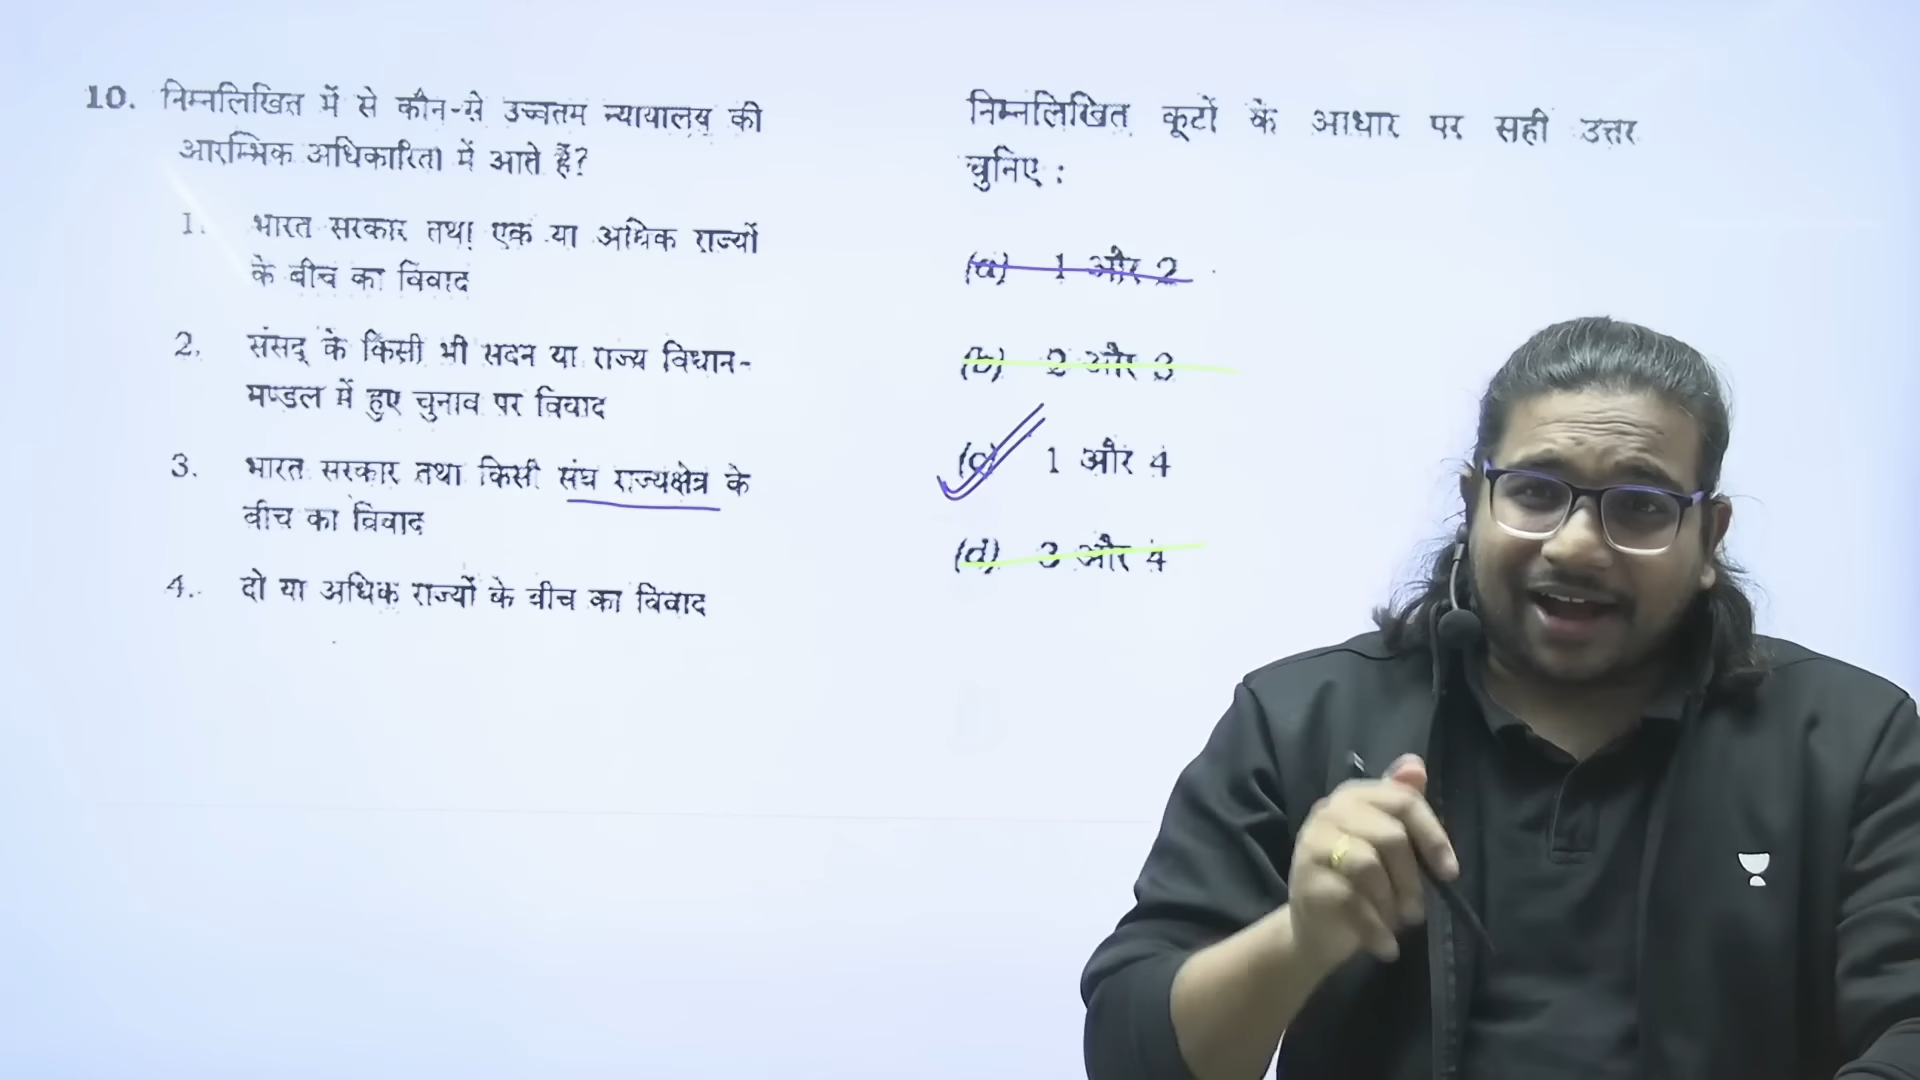 10. निम्नलिखित में से कौन-से उच्चतम न्यायालय की
आरम्भिक अधिकारिता में आते हैं?
1. भारत सरकार तथा एक या अधिक राज्यों
के बीच का विवाद
2. संसद् के किसी भी सदन या राज्य विधान-
मण्डल में हुए चुनाव पर विवाद
3. भारत सरकार तथा किसी संघ राज्यक्षेत्र के
बीच का विवाद
4. दो या अधिक राज्यों के बीच का विवाद
निम्नलिखित कूटों के आधार पर सही उत्तर
चुनिए :
(a) 1 और 2
(b) 2 और 3
(c) 1 और 4
(d) 3 और 4